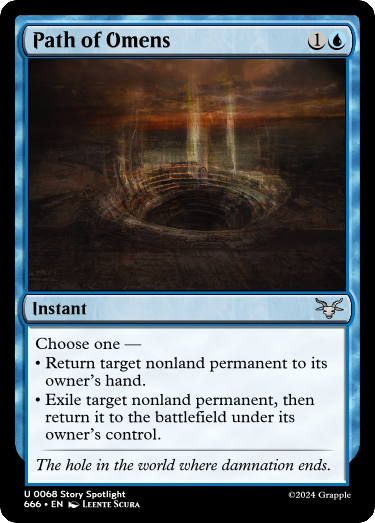 Path of Omens 1
Instant
Choose one —
• Return target nonland permanent to its
owner's hand.
• Exile target nonland permanent, then
return it to the battlefield under its
owner's control.
The hole in the world where damnation ends.
U 0068 Story Spotlight
666 • EN Leente Scura
©2024 Grapple